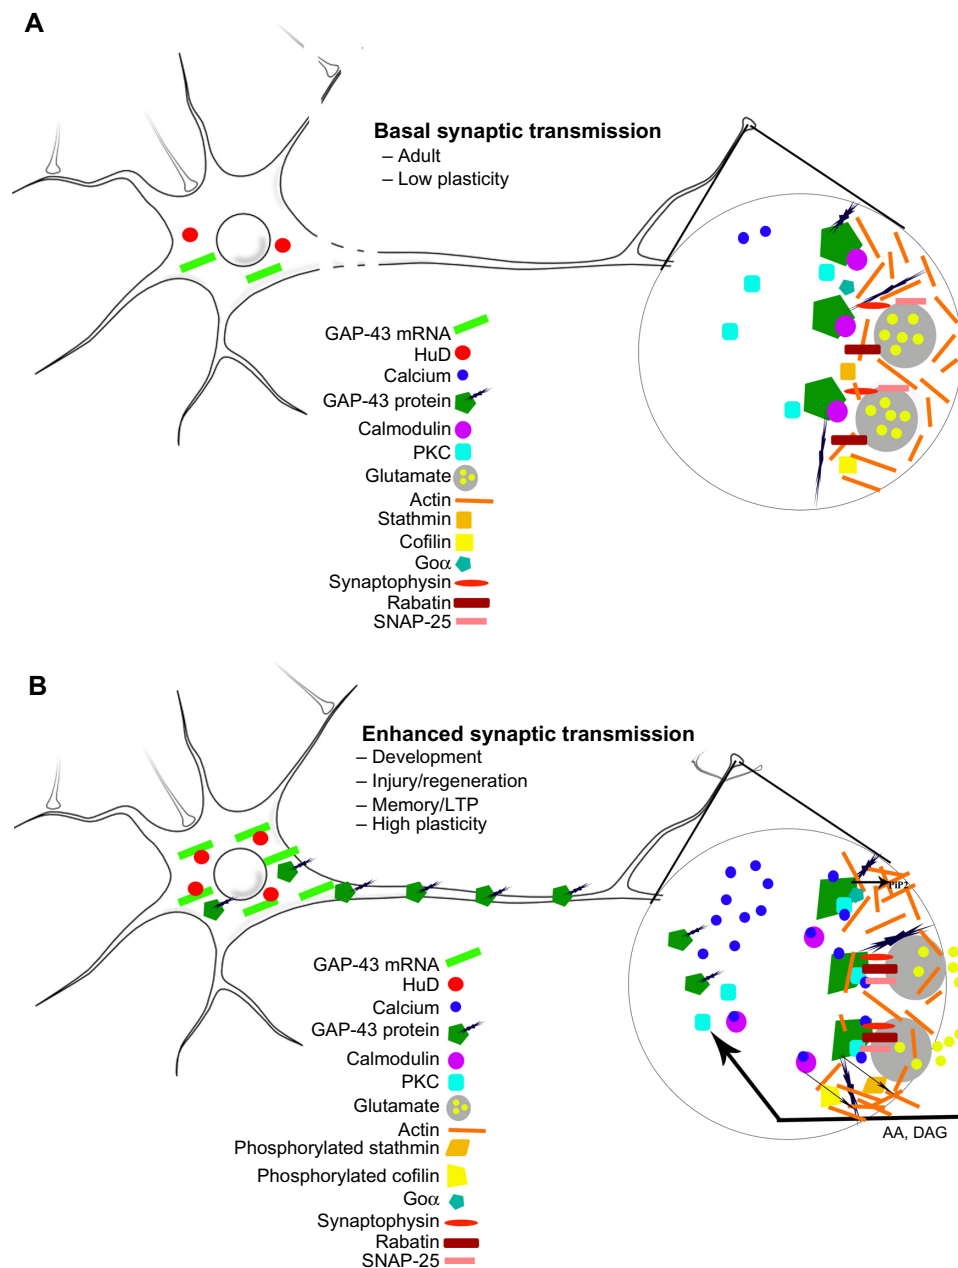 A
Basal synaptic transmission
– Adult
– Low plasticity
GAP-43 mRNA
HuD
Calcium
GAP-43 protein
Calmodulin
PKC
Glutamate
Actin
Stathmin
Cofilin
Goα
Synaptophysin
Rabatin
SNAP-25
B
Enhanced synaptic transmission
– Development
– Injury/regeneration
– Memory/LTP
– High plasticity
PiP2
GAP-43 mRNA
HuD
Calcium
GAP-43 protein
Calmodulin
PKC
Glutamate
Actin
Phosphorylated stathmin
Phosphorylated cofilin
Goα
Synaptophysin
Rabatin
SNAP-25
AA, DAG